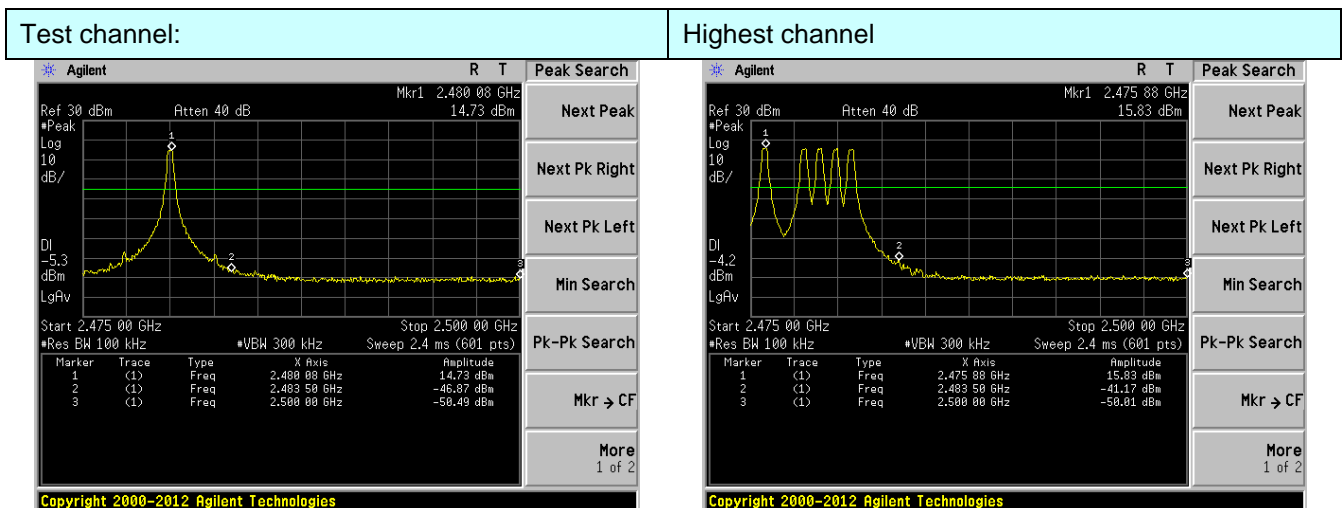 Test channel: Highest channel
Agilent R T Peak Search
Mkr1 2.480 08 GHz
Ref 30 dBm Atten 40 dB 14.73 dBm
#Peak
Log
10
dB/
1
DI
-5.3
dBm
LgAv
2
3
Start 2.475 00 GHz Stop 2.500 00 GHz
#Res BW 100 kHz #VBW 300 kHz Sweep 2.4 ms (601 pts)
Marker Trace Type X Axis Amplitude
1 (1) Freq 2.480 08 GHz 14.73 dBm
2 (1) Freq 2.483 50 GHz -46.87 dBm
3 (1) Freq 2.500 00 GHz -50.49 dBm
Next Peak
Next Pk Right
Next Pk Left
Min Search
Pk-Pk Search
Mkr → CF
More
1 of 2
Copyright 2000-2012 Agilent Technologies
Agilent R T Peak Search
Mkr1 2.475 88 GHz
Ref 30 dBm Atten 40 dB 15.83 dBm
#Peak
Log
10
dB/
1
DI
-4.2
dBm
LgAv
2
3
Start 2.475 00 GHz Stop 2.500 00 GHz
#Res BW 100 kHz #VBW 300 kHz Sweep 2.4 ms (601 pts)
Marker Trace Type X Axis Amplitude
1 (1) Freq 2.475 88 GHz 15.83 dBm
2 (1) Freq 2.483 50 GHz -41.17 dBm
3 (1) Freq 2.500 00 GHz -50.01 dBm
Next Peak
Next Pk Right
Next Pk Left
Min Search
Pk-Pk Search
Mkr → CF
More
1 of 2
Copyright 2000-2012 Agilent Technologies